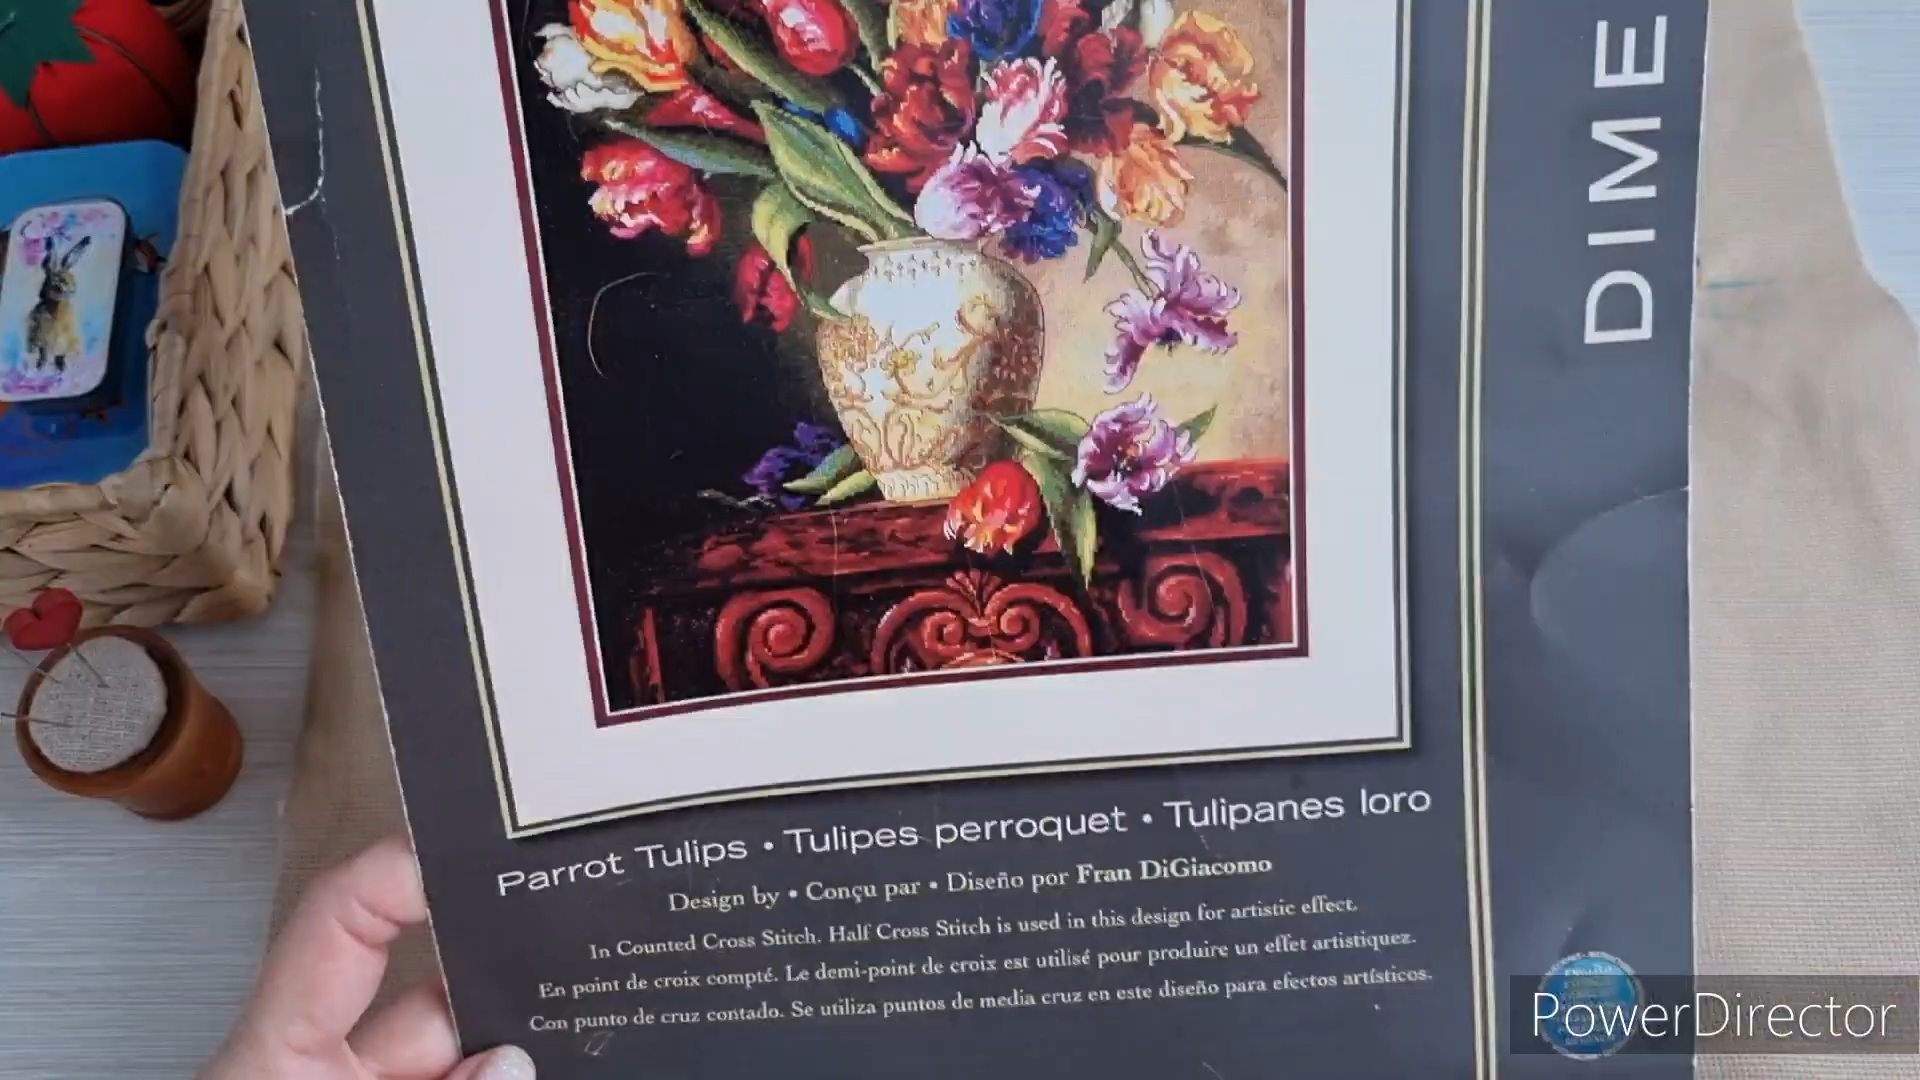 DIME
Parrot Tulips • Tulipes perroquet • Tulipanes loro
Design by • Conçu par • Diseño por Fran DiGiacomo
In Counted Cross Stitch. Half Cross Stitch is used in this design for artistic effect.
En point de croix compté. Le demi-point de croix est utilisé pour produire un effet artistiquez.
Con punto de cruz contado. Se utiliza puntos de media cruz en este diseño para efectos artísticos.
PowerDirector